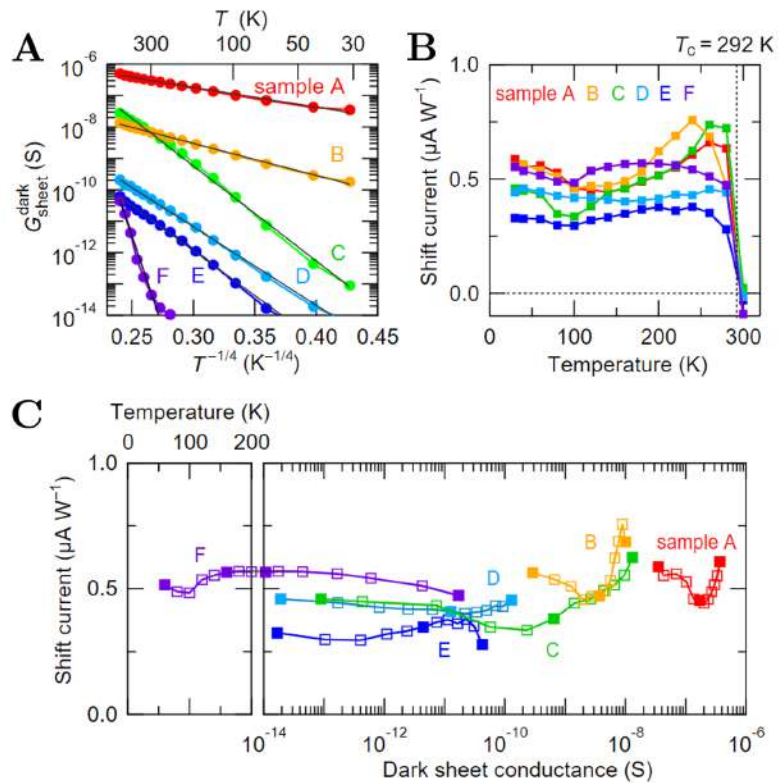 A
T (K)
300 100 50 30
10⁻⁶
10⁻⁸
10⁻¹⁰
10⁻¹²
10⁻¹⁴
G_sheet^dark (S)
sample A
B
C
D
E
F
0.25 0.30 0.35 0.40 0.45
T⁻¹/⁴ (K⁻¹/⁴)
B
T_C = 292 K
sample A B C D E F
1.0
0.5
0.0
Shift current (μA W⁻¹)
0 100 200 300
Temperature (K)
C
Temperature (K)
0 100 200
1.0
0.5
0.0
Shift current (μA W⁻¹)
F
E
D
C
B
sample A
10⁻¹⁴ 10⁻¹² 10⁻¹⁰ 10⁻⁸ 10⁻⁶
Dark sheet conductance (S)